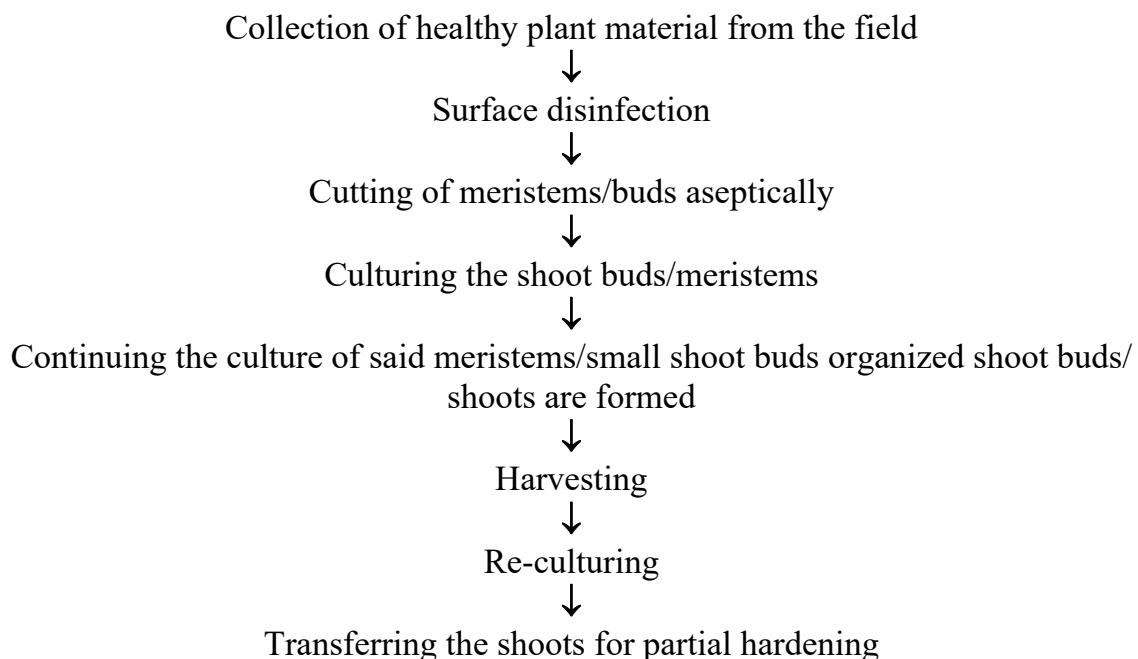 Collection of healthy plant material from the field
↓
Surface disinfection
↓
Cutting of meristems/buds aseptically
↓
Culturing the shoot buds/meristems
↓
Continuing the culture of said meristems/small shoot buds organized shoot buds/
shoots are formed
↓
Harvesting
↓
Re-culturing
↓
Transferring the shoots for partial hardening